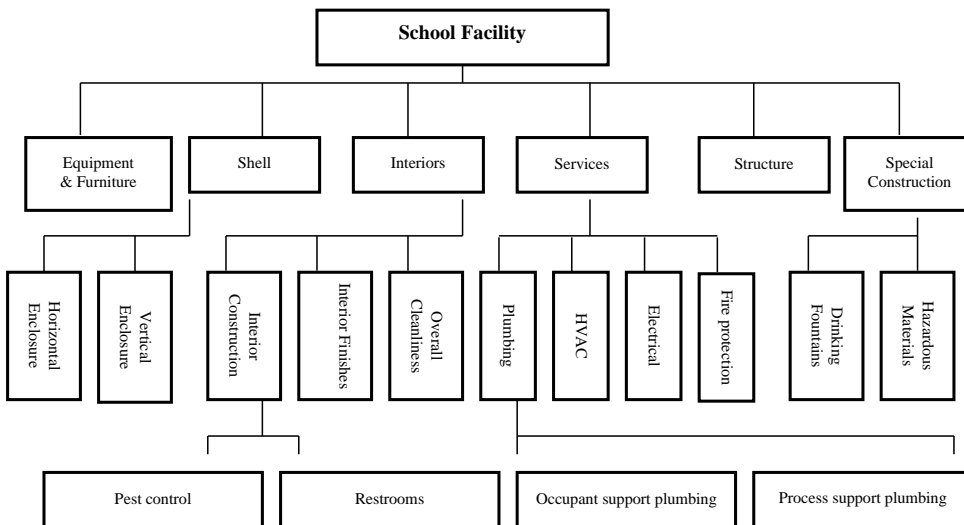 School Facility
Equipment
& Furniture
Shell
Interiors
Services
Structure
Special
Construction
Horizontal
Enclosure
Vertical
Enclosure
Interior
Construction
Interior Finishes
Overall
Cleanliness
Plumbing
HVAC
Electrical
Fire protection
Drinking
Fountains
Hazardous
Materials
Pest control
Restrooms
Occupant support plumbing
Process support plumbing